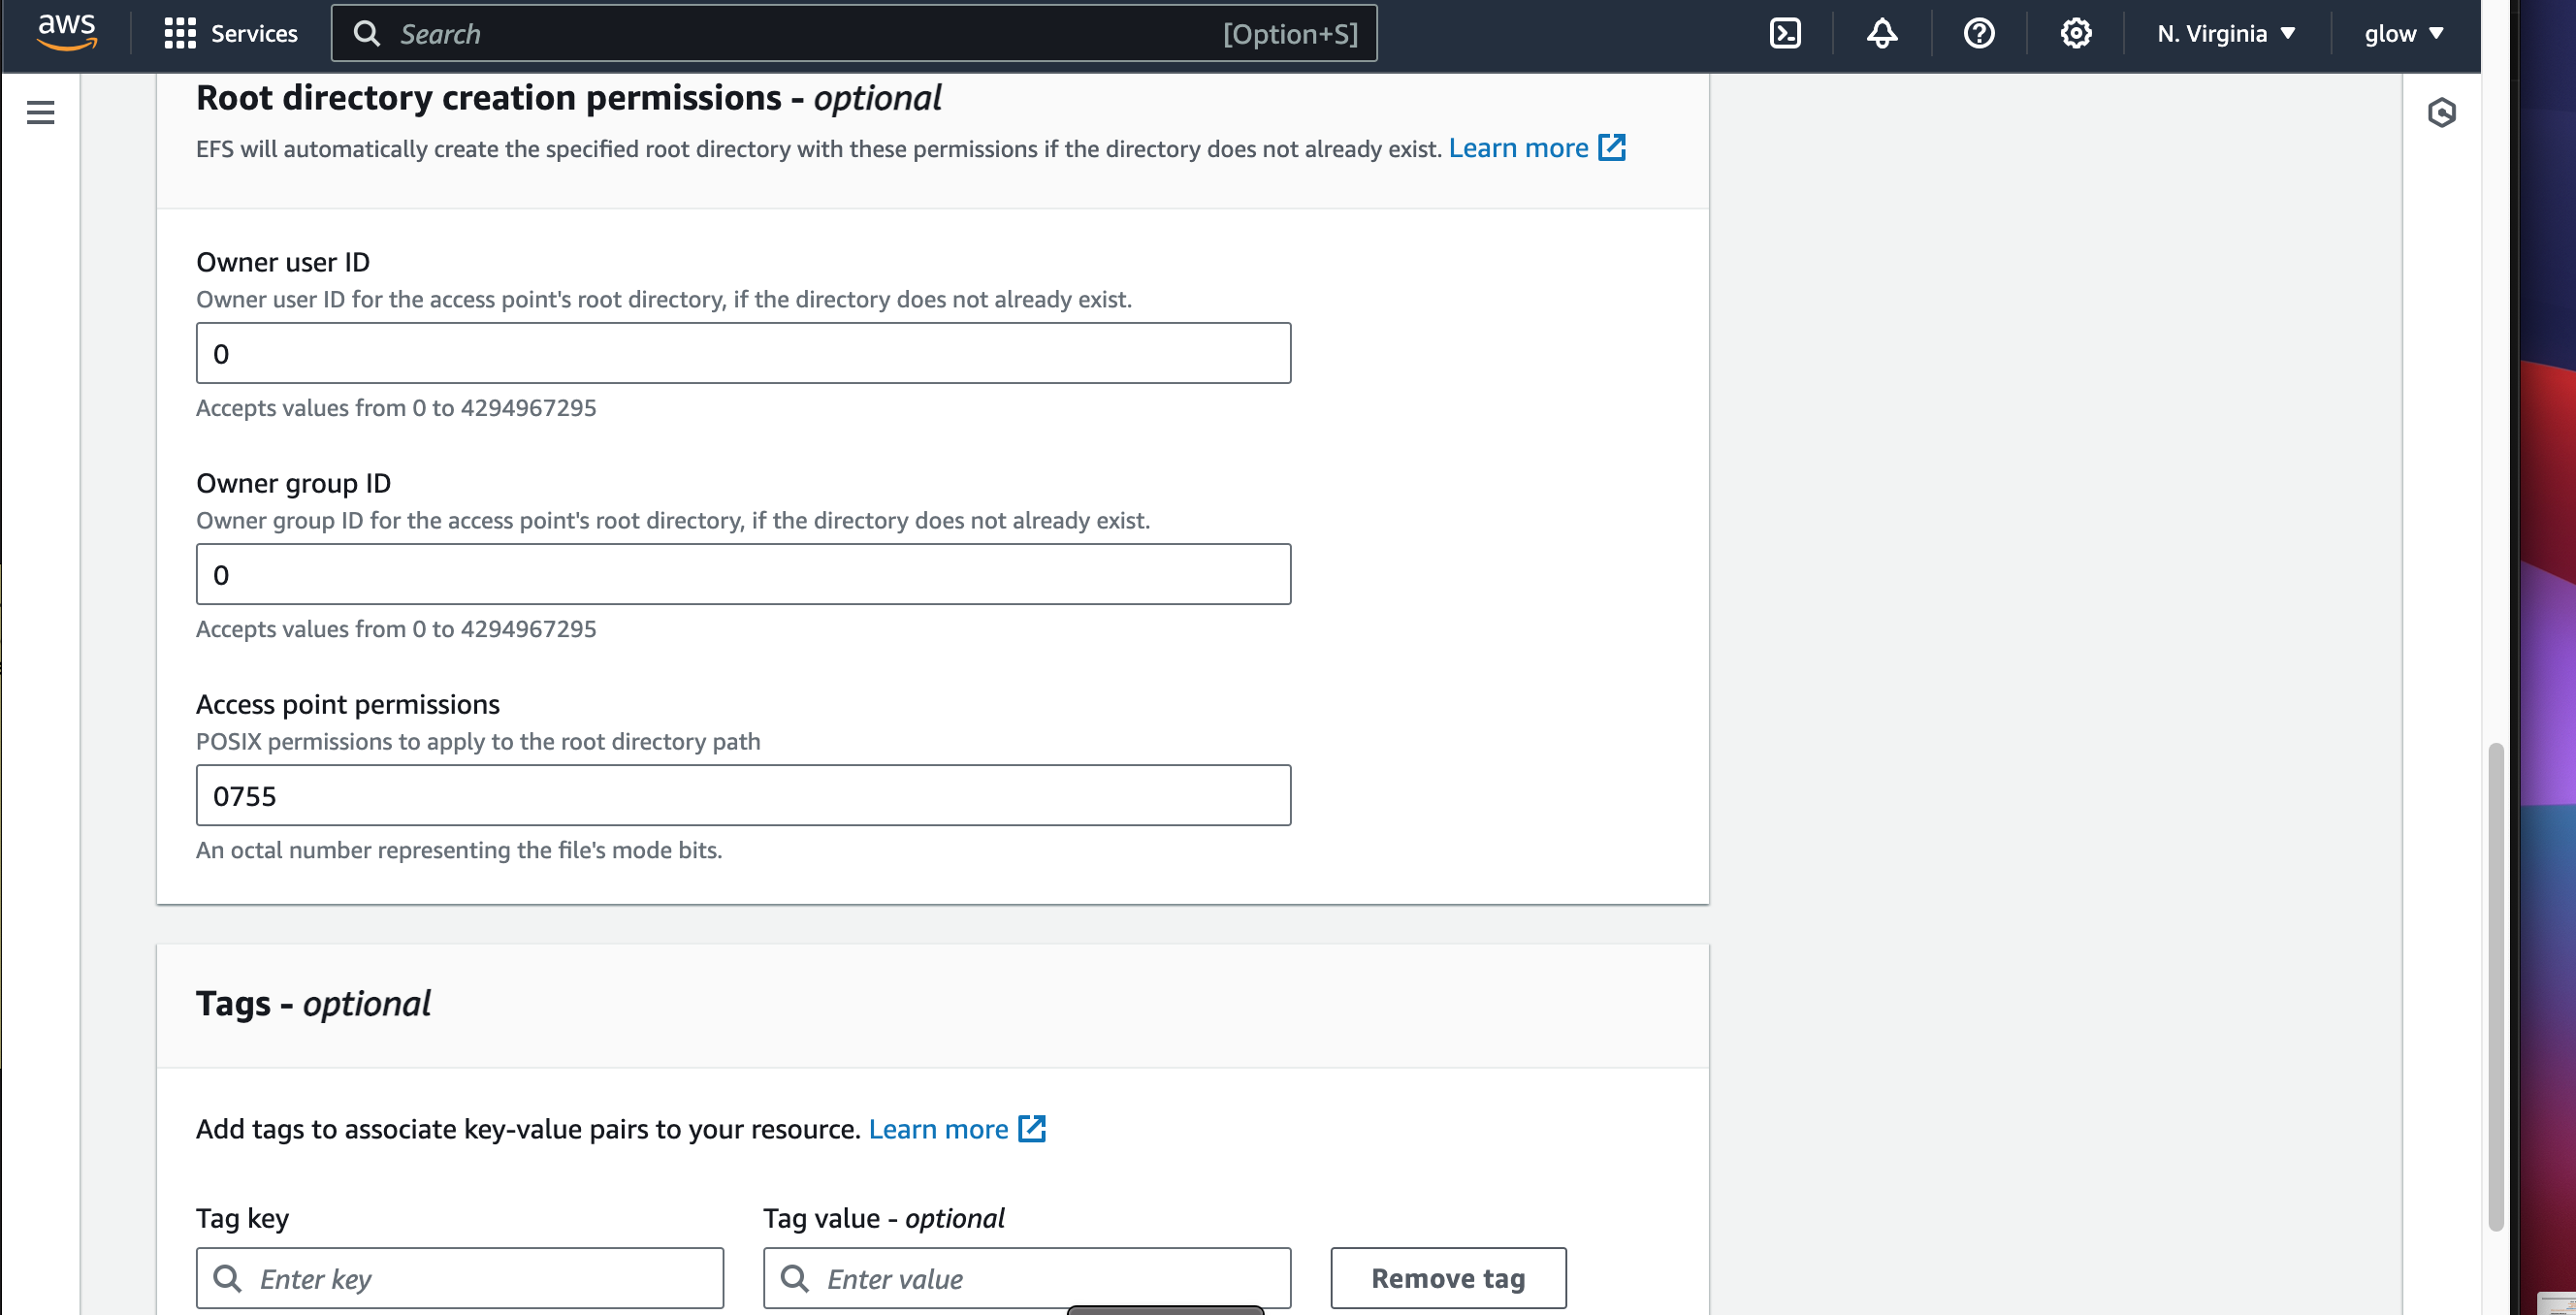 aws Services Search [Option+S] N. Virginia glow
Root directory creation permissions - optional
EFS will automatically create the specified root directory with these permissions if the directory does not already exist. Learn more
Owner user ID
Owner user ID for the access point's root directory, if the directory does not already exist.
0
Accepts values from 0 to 4294967295
Owner group ID
Owner group ID for the access point's root directory, if the directory does not already exist.
0
Accepts values from 0 to 4294967295
Access point permissions
POSIX permissions to apply to the root directory path
0755
An octal number representing the file's mode bits.
Tags - optional
Add tags to associate key-value pairs to your resource. Learn more
Tag key Tag value - optional
Enter key Enter value Remove tag